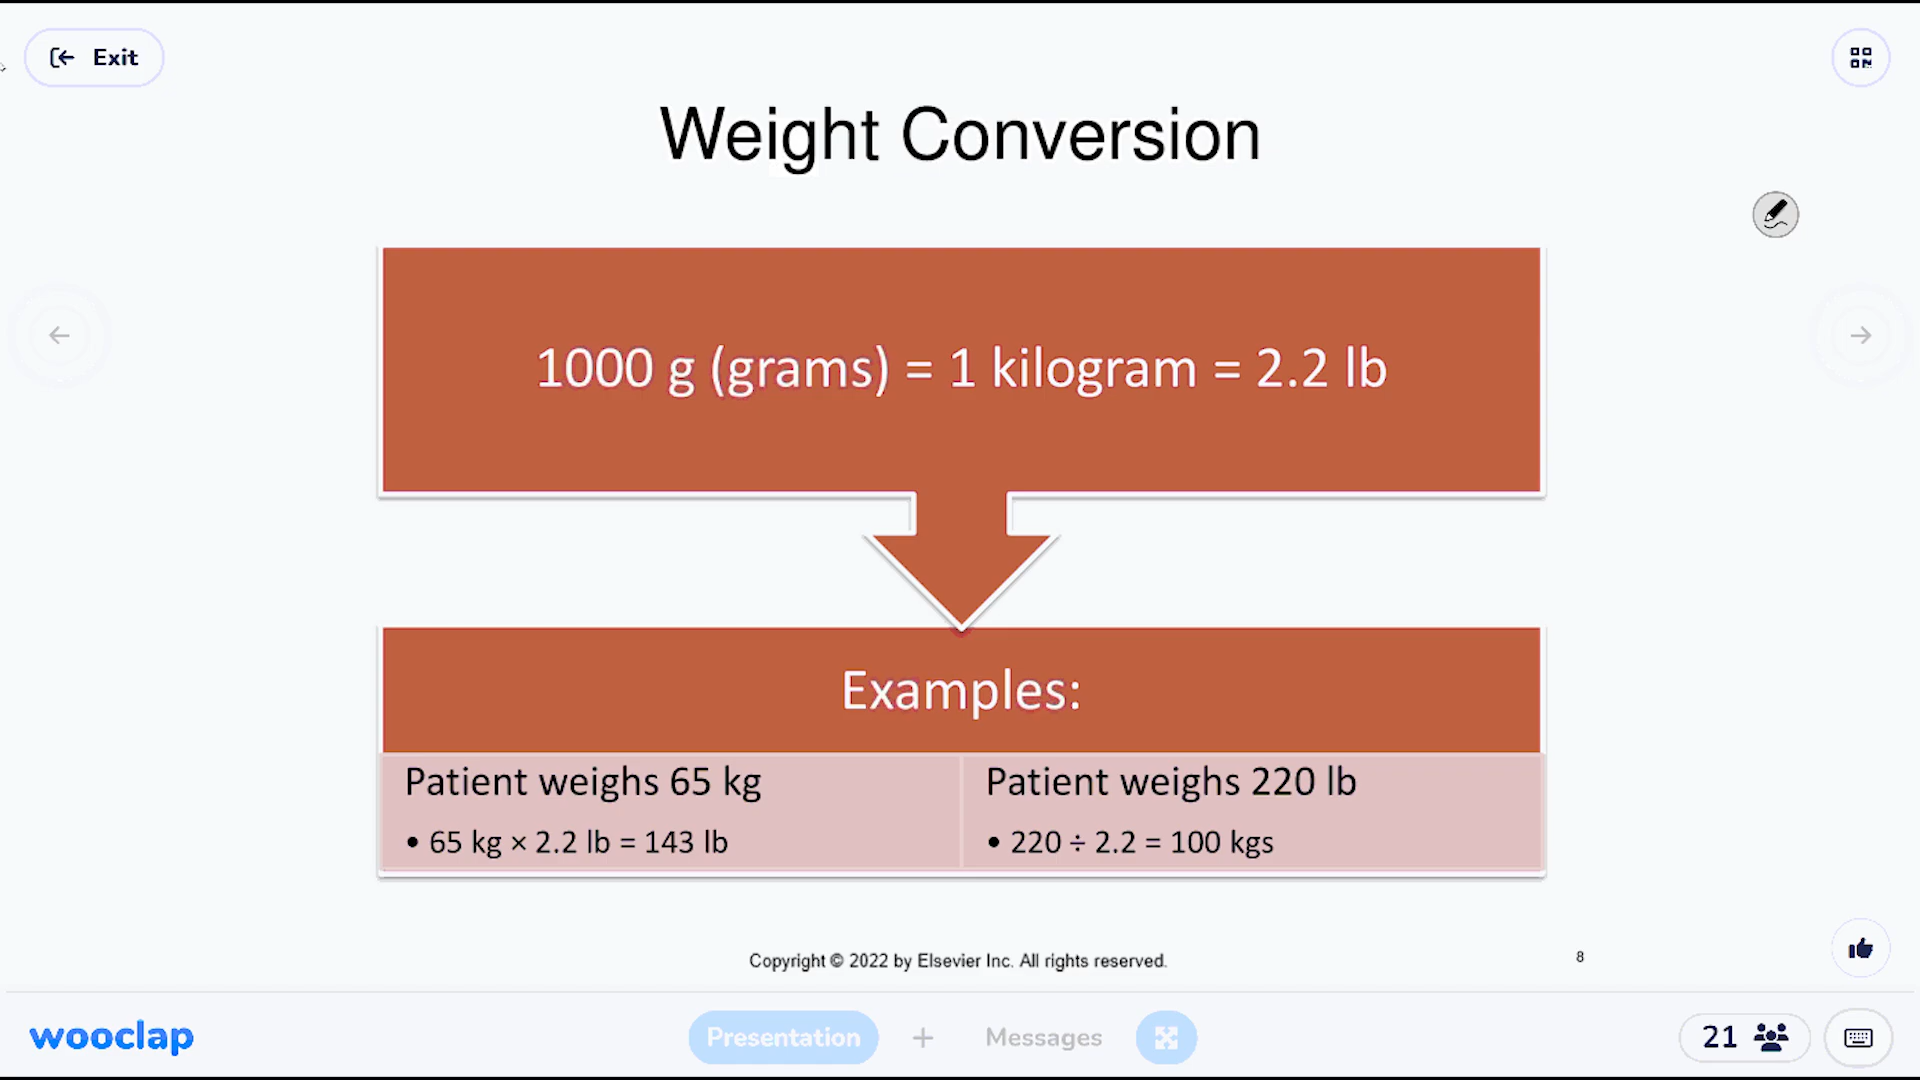 Exit
Weight Conversion
1000 g (grams) = 1 kilogram = 2.2 lb
Examples:
Patient weighs 65 kg
• 65 kg × 2.2 lb = 143 lb
Patient weighs 220 lb
• 220 ÷ 2.2 = 100 kgs
Copyright © 2022 by Elsevier Inc. All rights reserved.
8
wooclap
Presentation + Messages
21